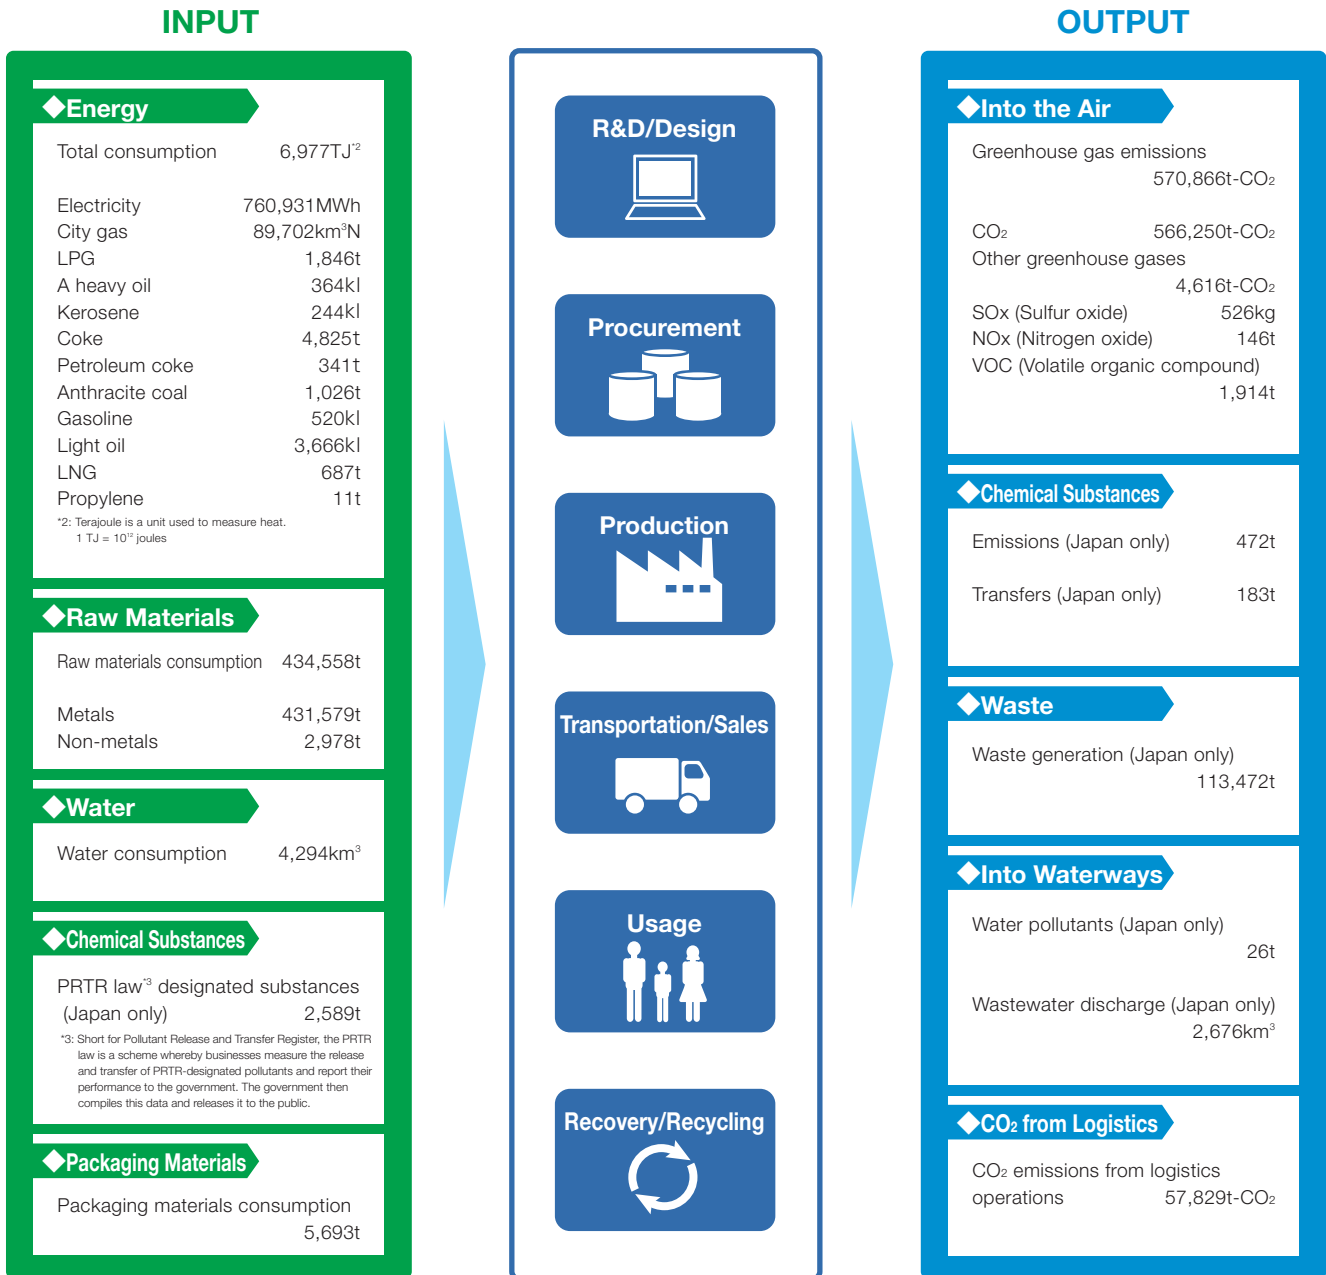 INPUT
◆Energy
Total consumption 6,977TJ*2
Electricity 760,931MWh
City gas 89,702km³N
LPG 1,846t
A heavy oil 364kl
Kerosene 244kl
Coke 4,825t
Petroleum coke 341t
Anthracite coal 1,026t
Gasoline 520kl
Light oil 3,666kl
LNG 687t
Propylene 11t
*2: Terajoule is a unit used to measure heat.
1 TJ = 10¹² joules
◆Raw Materials
Raw materials consumption 434,558t
Metals 431,579t
Non-metals 2,978t
◆Water
Water consumption 4,294km³
◆Chemical Substances
PRTR law*3 designated substances
(Japan only) 2,589t
*3: Short for Pollutant Release and Transfer Register, the PRTR
law is a scheme whereby businesses measure the release
and transfer of PRTR-designated pollutants and report their
performance to the government. The government then
compiles this data and releases it to the public.
◆Packaging Materials
Packaging materials consumption
5,693t
R&D/Design
Procurement
Production
Transportation/Sales
Usage
Recovery/Recycling
OUTPUT
◆Into the Air
Greenhouse gas emissions
570,866t-CO₂
CO₂ 566,250t-CO₂
Other greenhouse gases
4,616t-CO₂
SOx (Sulfur oxide) 526kg
NOx (Nitrogen oxide) 146t
VOC (Volatile organic compound)
1,914t
◆Chemical Substances
Emissions (Japan only) 472t
Transfers (Japan only) 183t
◆Waste
Waste generation (Japan only)
113,472t
◆Into Waterways
Water pollutants (Japan only)
26t
Wastewater discharge (Japan only)
2,676km³
◆CO₂ from Logistics
CO₂ emissions from logistics
operations 57,829t-CO₂